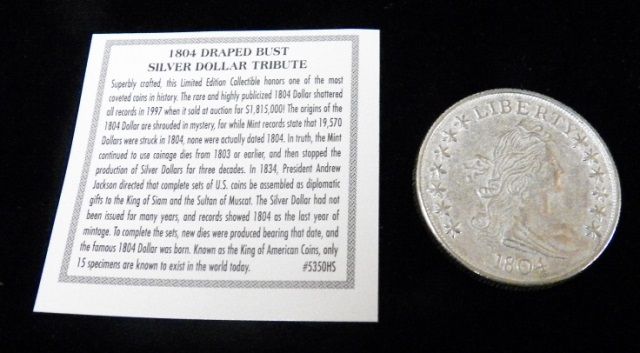 1804 DRAPED BUST
SILVER DOLLAR TRIBUTE
Superbly crafted, this Limited Edition Collectible honors one of the most
coveted coins in history. The rare and highly publicized 1804 Dollar shattered
all records in 1997 when it sold at auction for $1,815,000! The origins of the
1804 Dollar are shrouded in mystery, for while Mint records state that 19,570
Dollars were struck in 1804, none were actually dated 1804. In truth, the Mint
continued to use coinage dies from 1803 or earlier, and then stopped the
production of Silver Dollars for three decades. In 1834, President Andrew
Jackson directed that complete sets of U.S. coins be assembled as diplomatic
gifts to the King of Siam and the Sultan of Muscat. The Silver Dollar had not
been issued for many years, and records showed 1804 as the last year of
mintage. To complete the sets, new dies were produced bearing that date, and
the famous 1804 Dollar was born. Known as the King of American Coins, only
15 specimens are known to exist in the world today. #5350HS
LIBERTY
1804